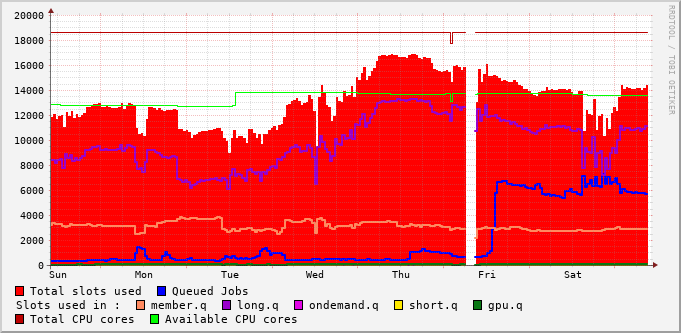 20000
18000
16000
14000
12000
10000
8000
6000
4000
2000
0
Sun Mon Tue Wed Thu Fri Sat
RRDTOOL / TOBI OETIKER
Total slots used Queued Jobs
Slots used in : member.q long.q ondemand.q short.q gpu.q
Total CPU cores Available CPU cores